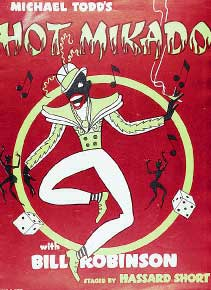 MICHAEL TODD'S
HOT MIKADO
with
BILL ROBINSON
STAGED BY HASSARD SHORT